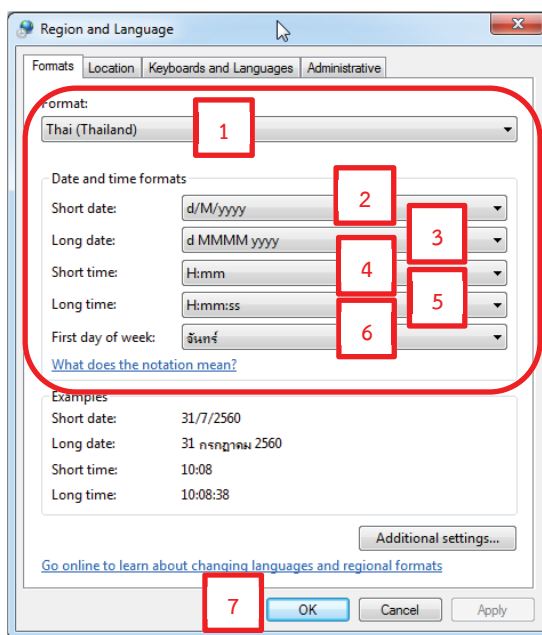 Region and Language
Formats Location Keyboards and Languages Administrative
Format:
Thai (Thailand) 1
Date and time formats
Short date: d/M/yyyy 2
Long date: d MMMM yyyy 3
Short time: H:mm 4
Long time: H:mm:ss 5
First day of week: จันทร์ 6
What does the notation mean?
Examples
Short date: 31/7/2560
Long date: 31 กรกฎาคม 2560
Short time: 10:08
Long time: 10:08:38
Additional settings...
Go online to learn about changing languages and regional formats
7 OK Cancel Apply